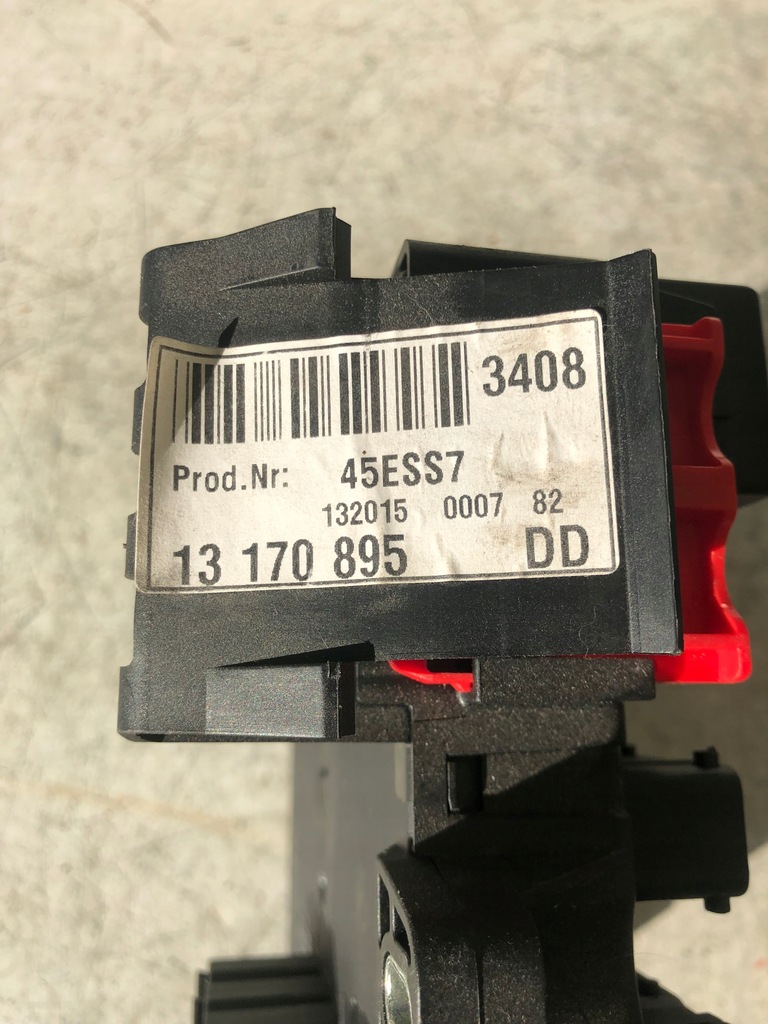 3408
Prod.Nr: 45ESS7
132015 0007 82
13 170 895 DD